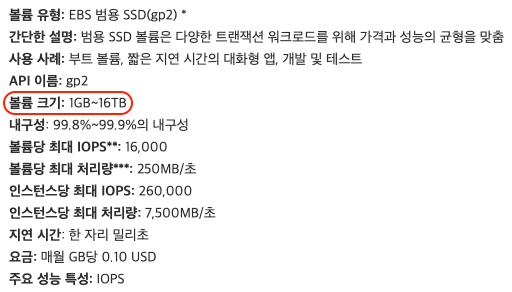 볼륨 유형: EBS 범용 SSD(gp2) *
간단한 설명: 범용 SSD 볼륨은 다양한 트랜잭션 워크로드를 위해 가격과 성능의 균형을 맞춤
사용 사례: 부트 볼륨, 짧은 지연 시간의 대화형 앱, 개발 및 테스트
API 이름: gp2
볼륨 크기: 1GB~16TB
내구성: 99.8%~99.9%의 내구성
볼륨당 최대 IOPS**: 16,000
볼륨당 최대 처리량***: 250MB/초
인스턴스당 최대 IOPS: 260,000
인스턴스당 최대 처리량: 7,500MB/초
지연 시간: 한 자리 밀리초
요금: 매월 GB당 0.10 USD
주요 성능 특성: IOPS